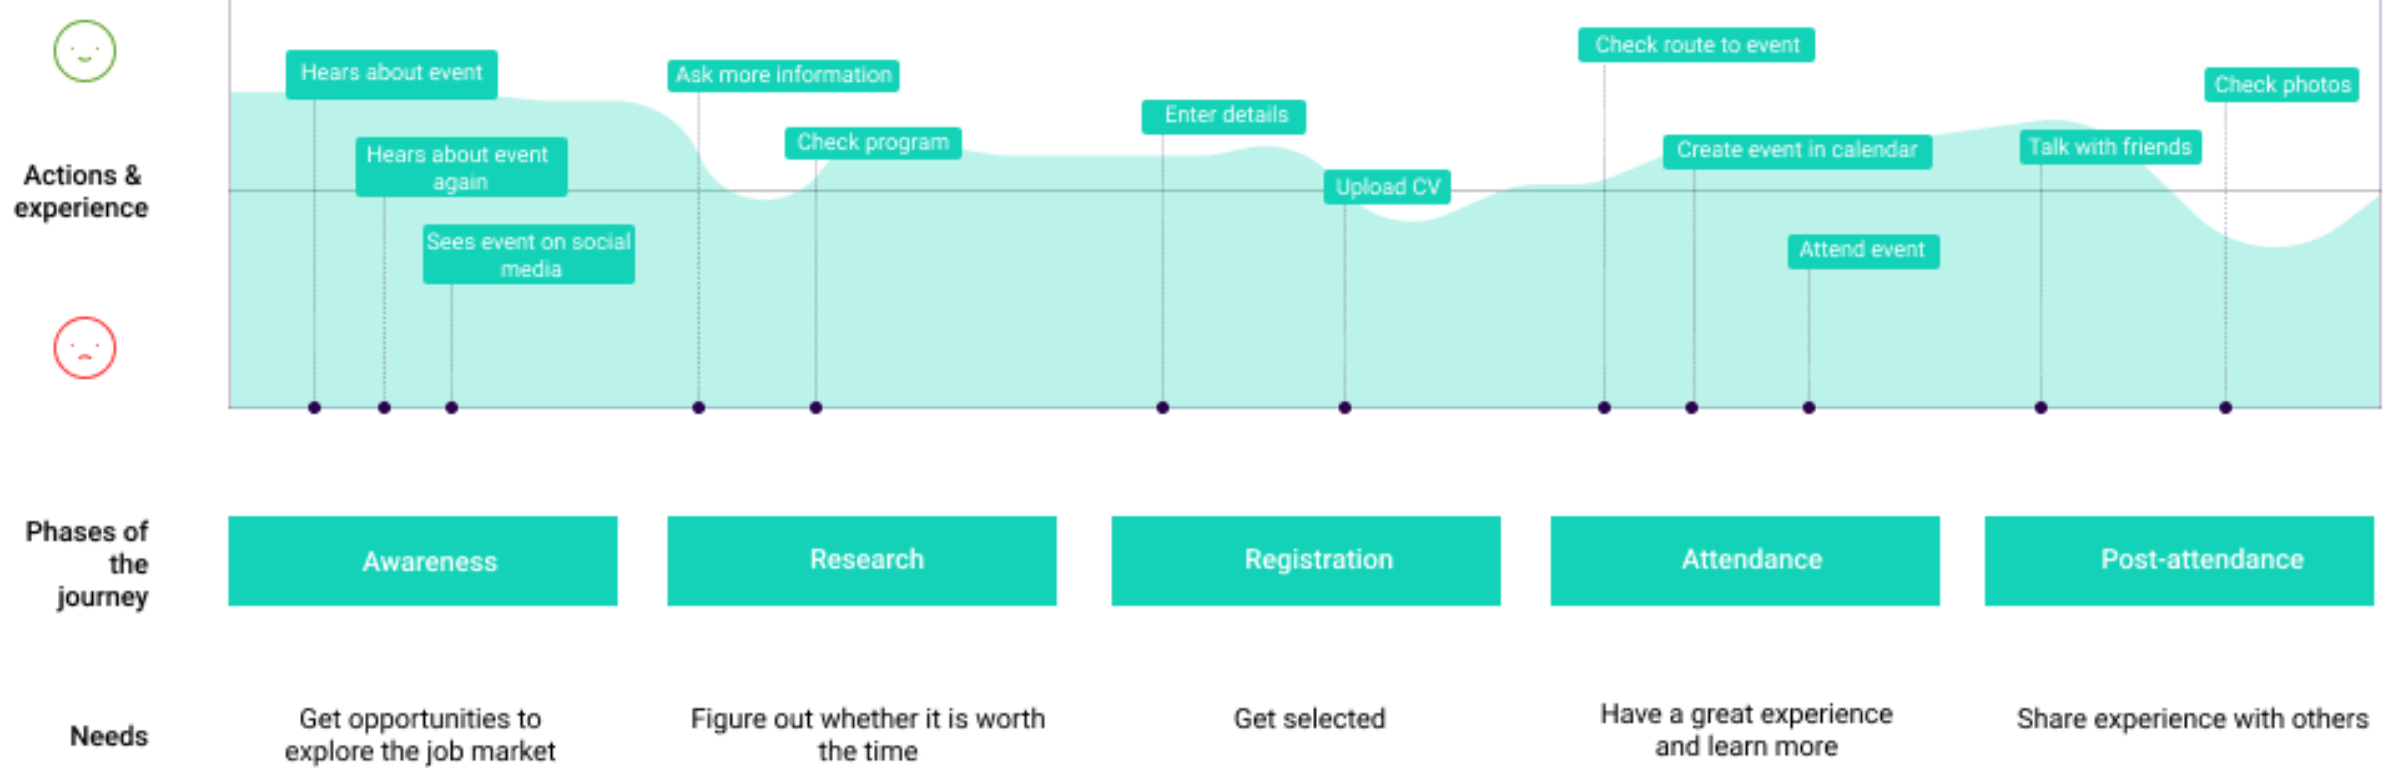 Check route to event
Hears about event
Ask more information
Check photos
Enter details
Check program
Talk with friends
Create event in calendar
Hears about event
again
Actions &
experience
Upload CV
Sees event on social
media
Attend event
Phases of
the
journey
Awareness
Research
Registration
Attendance
Post-attendance
Needs
Get opportunities to
explore the job market
Figure out whether it is worth
the time
Get selected
Have a great experience
and learn more
Share experience with others